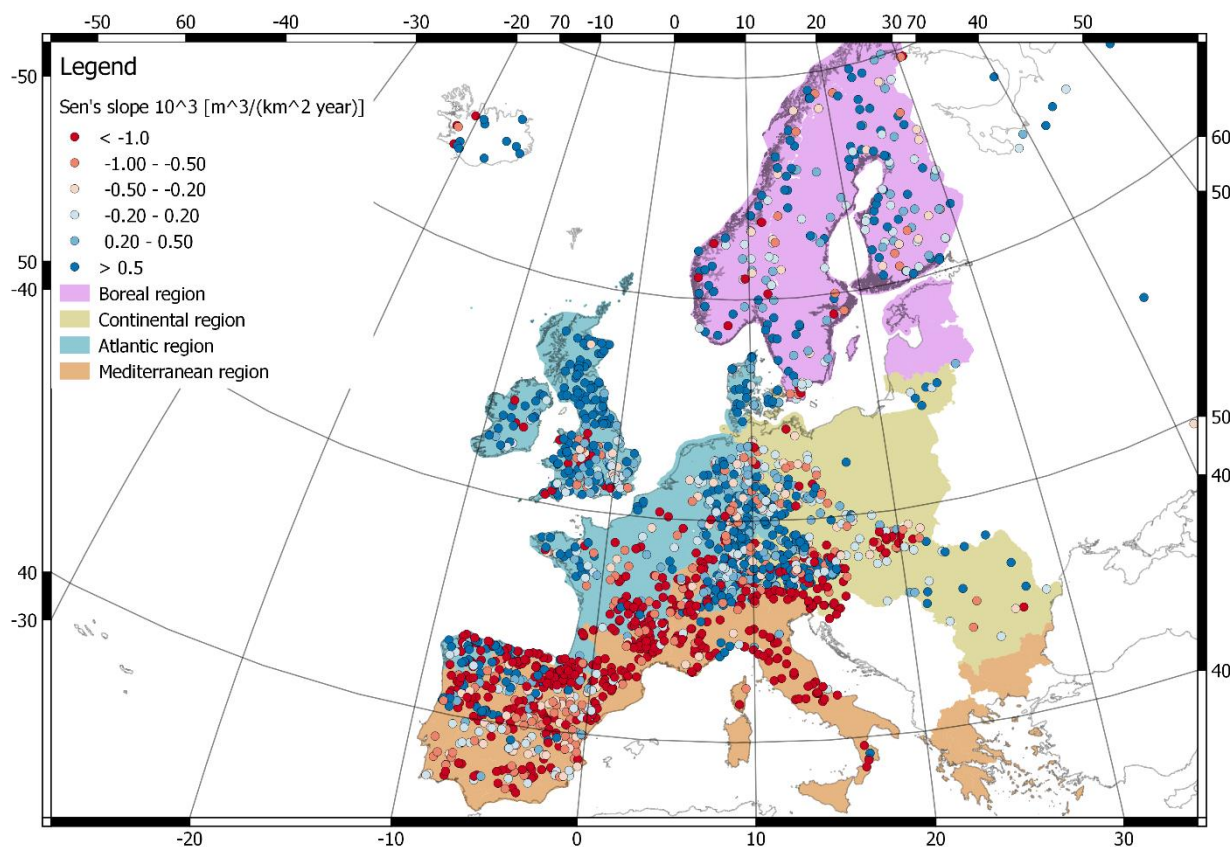 -50 -40 -30 -20 70 -10 0 10 20 30 70 40 50
Legend
Sen's slope 10^3 [m^3/(km^2 year)]
< -1.0
-1.00 - -0.50
-0.50 - -0.20
-0.20 - 0.20
0.20 - 0.50
> 0.5
Boreal region
Continental region
Atlantic region
Mediterranean region
-50
50
-40
40
-30
60
50
50
40
40
-20 -10 0 10 20 30